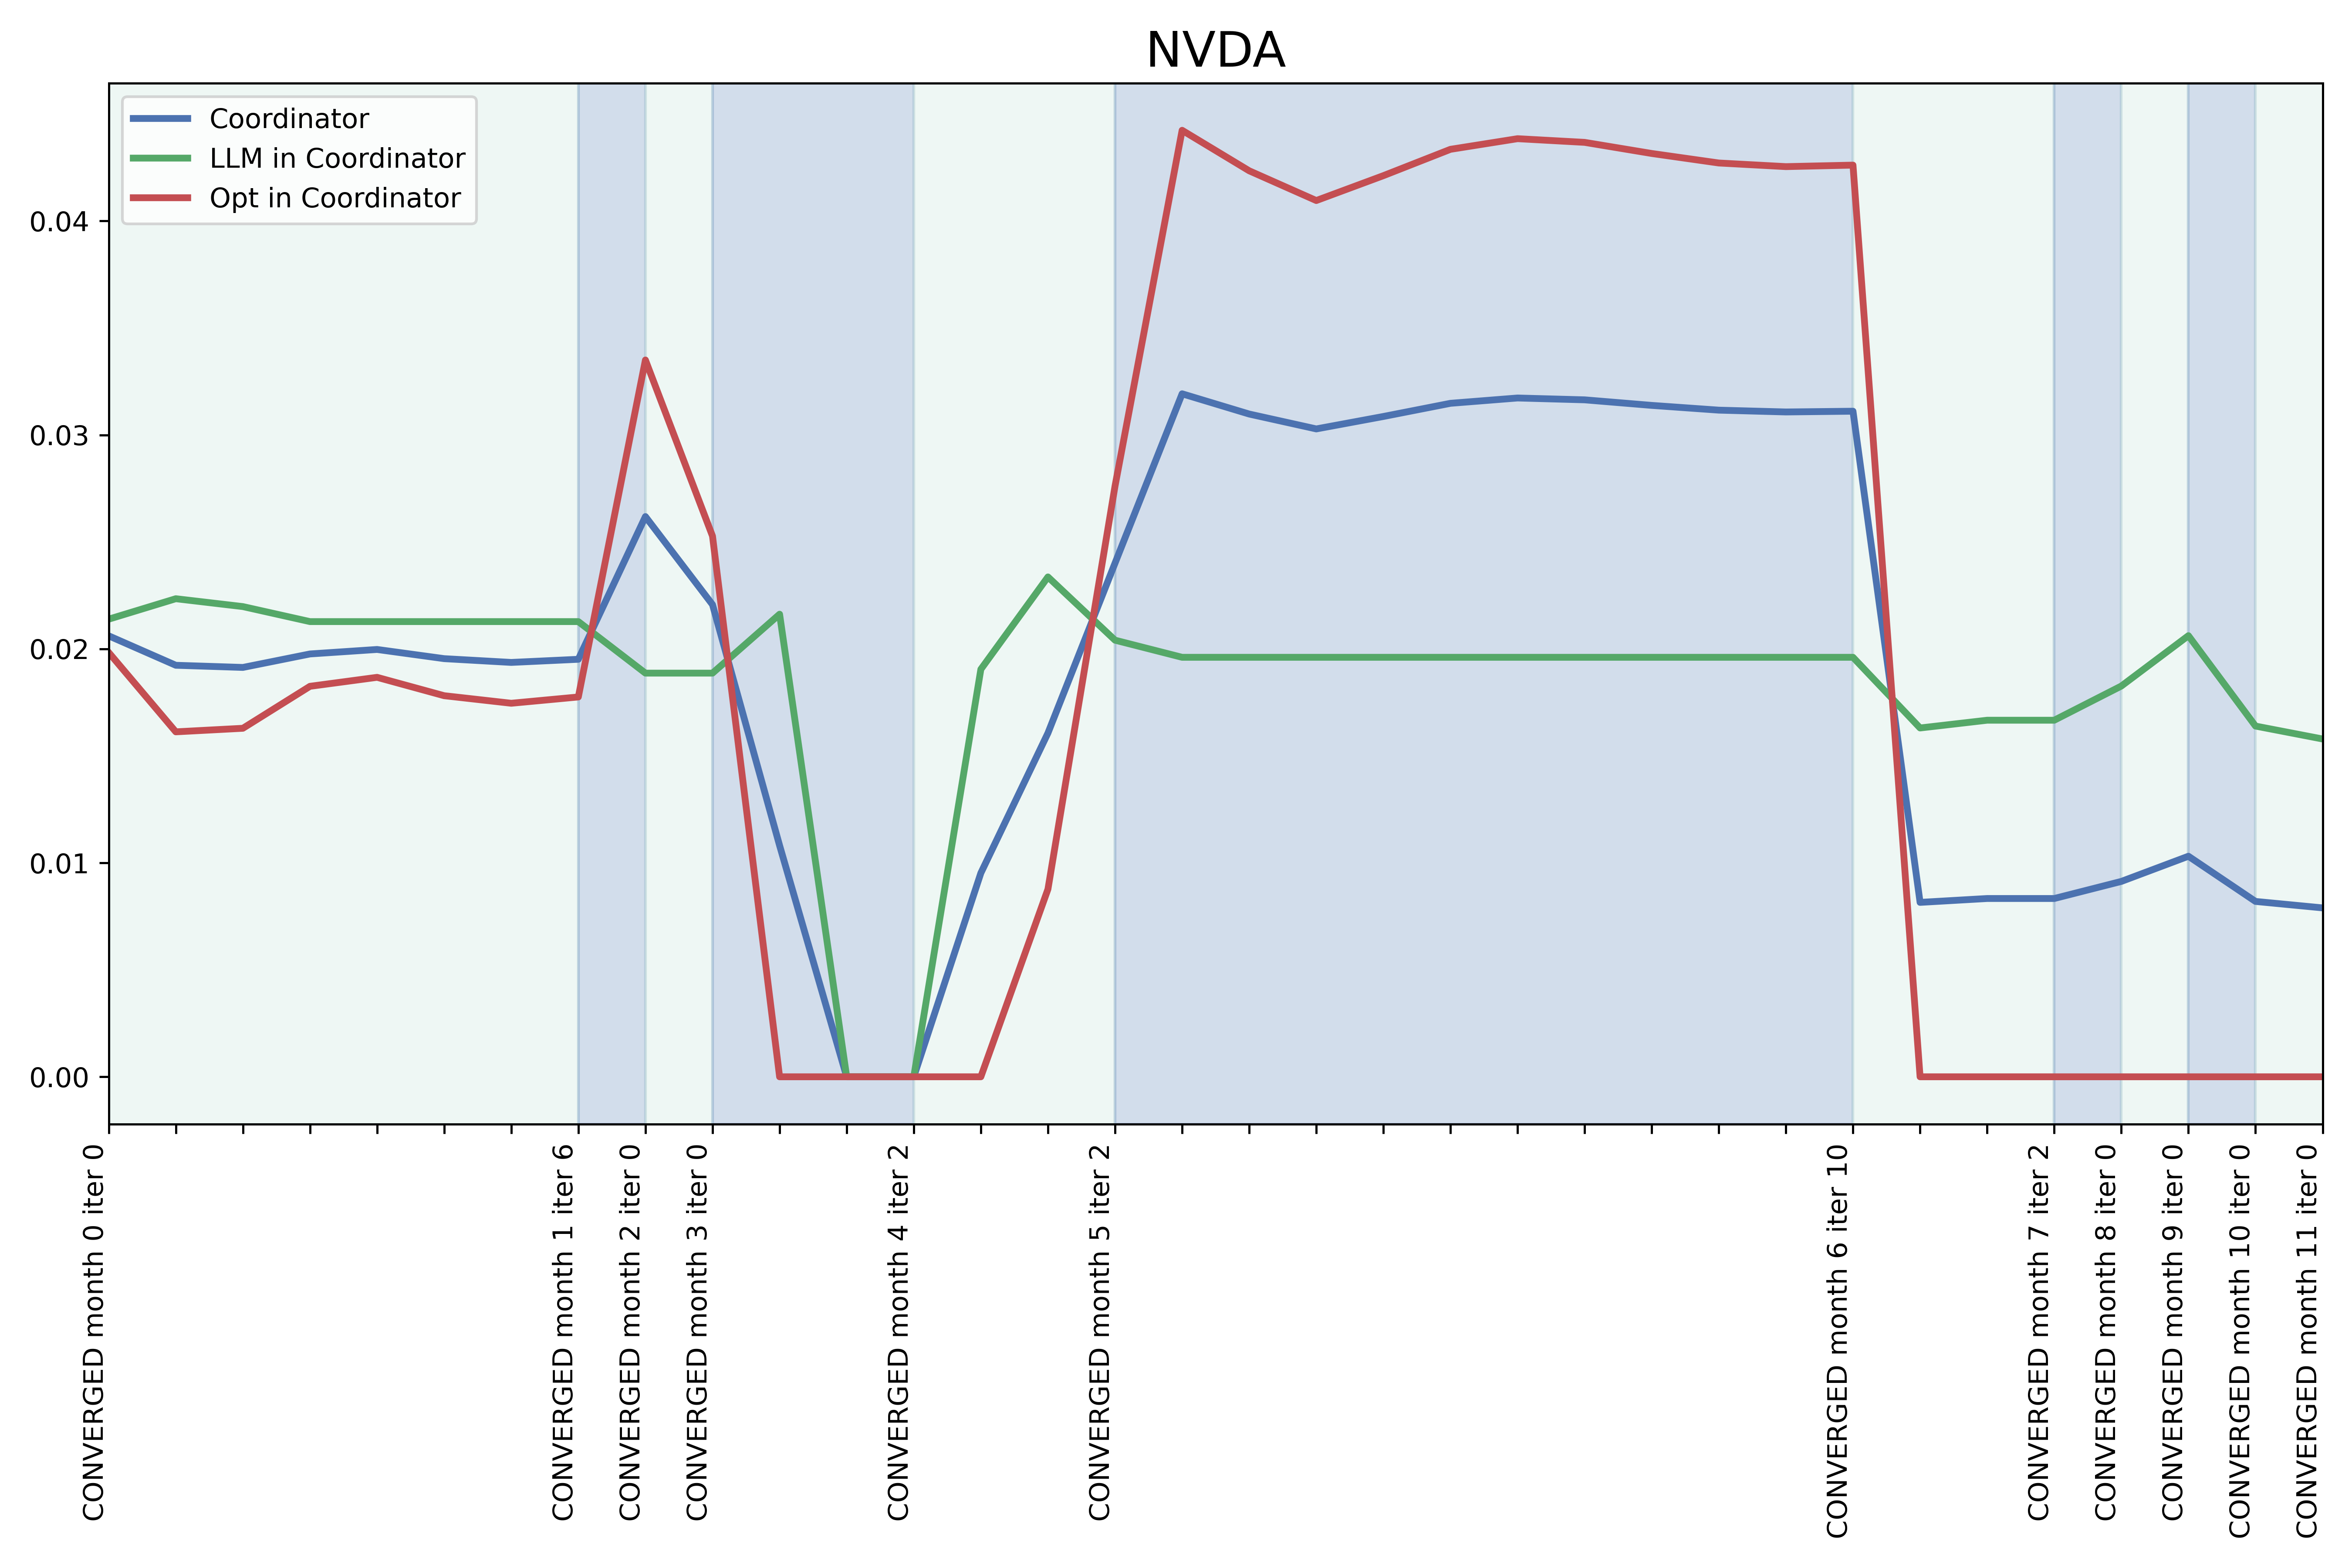 NVDA
Coordinator
LLM in Coordinator
Opt in Coordinator
0.04
0.03
0.02
0.01
0.00
CONVERGED month 0 iter 0
CONVERGED month 1 iter 6
CONVERGED month 2 iter 0
CONVERGED month 3 iter 0
CONVERGED month 4 iter 2
CONVERGED month 5 iter 2
CONVERGED month 6 iter 10
CONVERGED month 7 iter 2
CONVERGED month 8 iter 0
CONVERGED month 9 iter 0
CONVERGED month 10 iter 0
CONVERGED month 11 iter 0